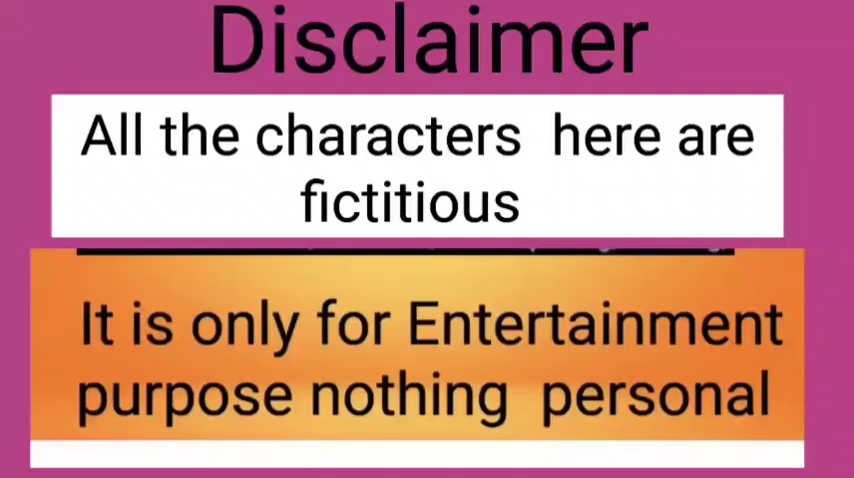 Disclaimer
All the characters here are
fictitious
It is only for Entertainment
purpose nothing personal